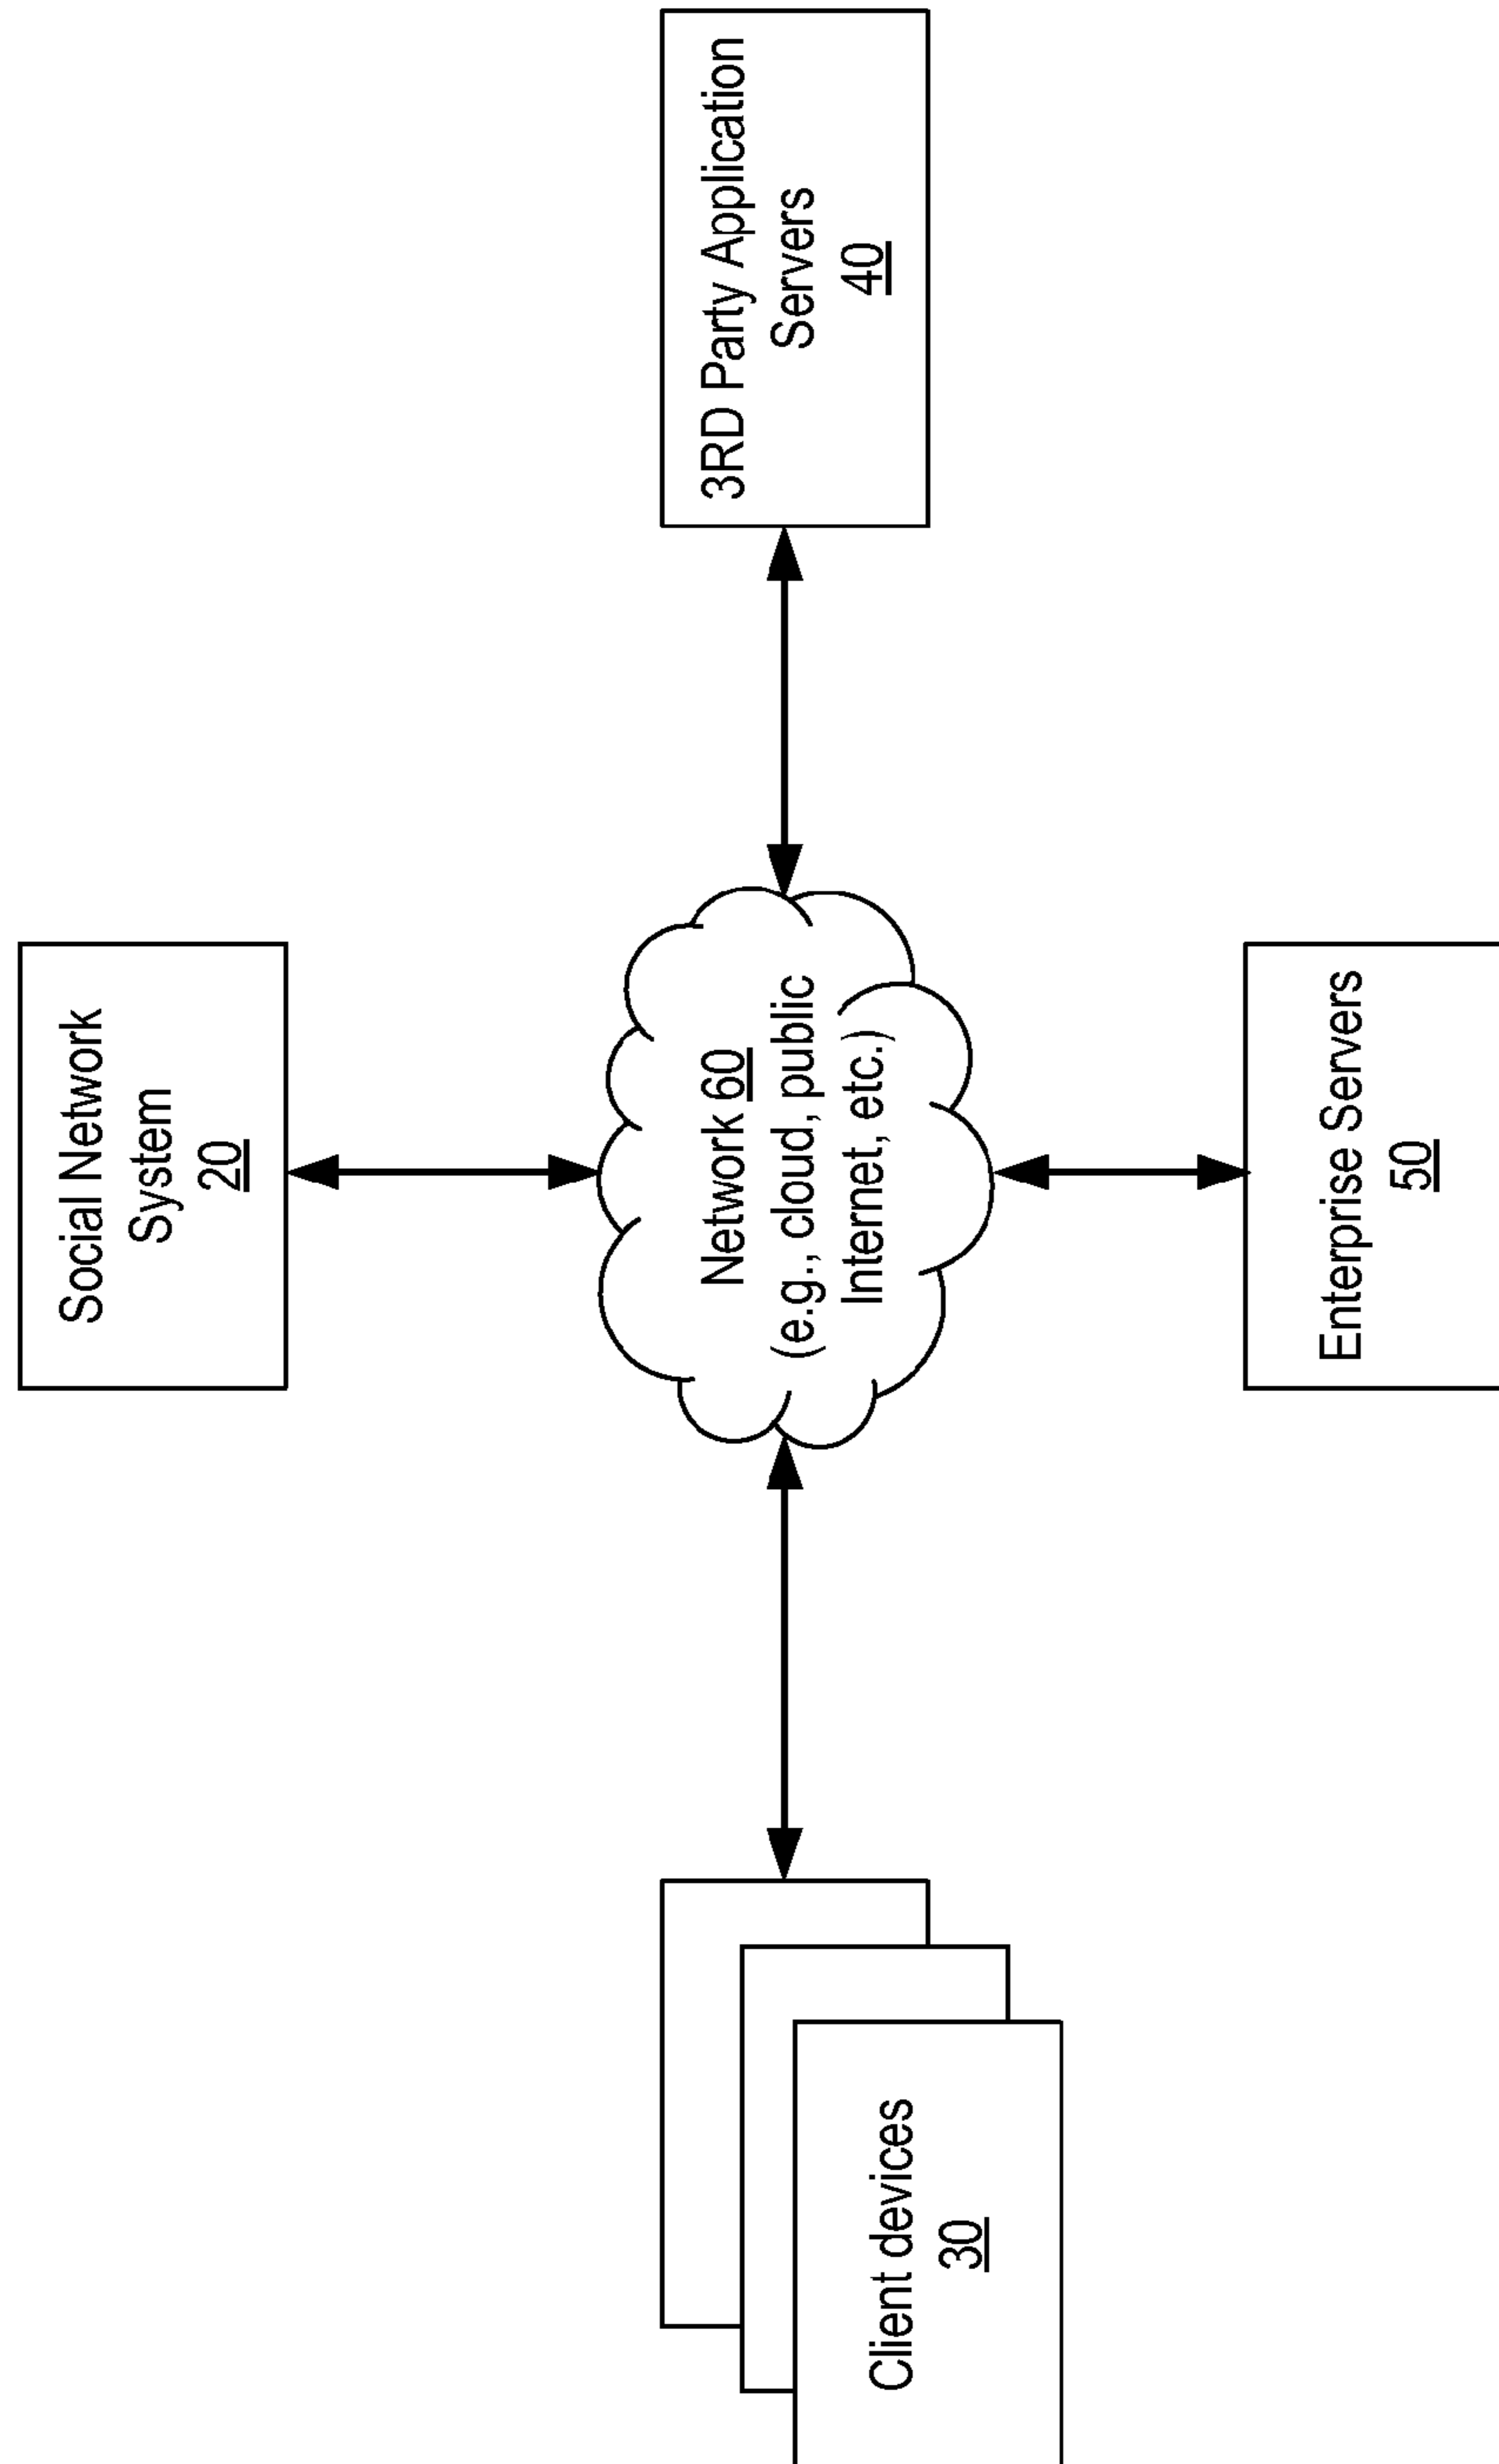 Social Network
System
20
Client devices
30
Network 60
(e.g., cloud, public
Internet, etc.)
3RD Party Application
Servers
40
Enterprise Servers
50